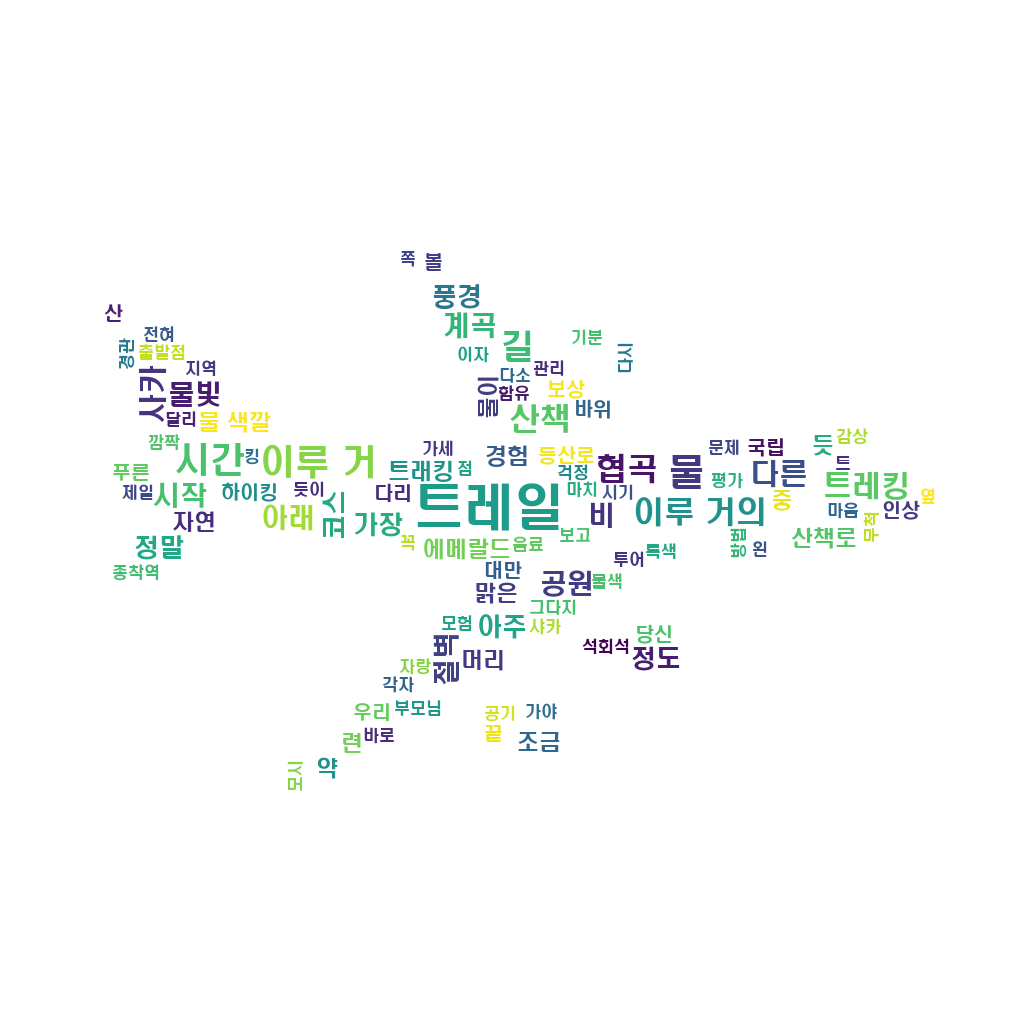 쪽
볼
풍경
산
계곡
길
전혀
경관
출발점
이자
기분
다시
지역
다소
관리
사카
물빛
함유
보상
물이
달리
물 색깔
산책
바위
깜짝
가세
듯
감상
푸른
시간
킹
이루 거
트래킹
점
경험
등산로
걱정
협곡 물
문제
국립
평가
다른
트
트레킹
제일
시작
하이킹
듯이
다리
트레일
마치
시기
중
옆
자연
아래
코스
가장
비
이루 거의
마음
인상
정말
꼭
에메랄드
음료
보고
특색
방법
왼
산책로
무척
종착역
대만
맑은
공원
물색
투어
그다지
모험
아주
샤카
당신
절벽
머리
석회석
정도
자랑
각자
우리
부모님
공기
가야
련
바로
끝
조금
모시
약